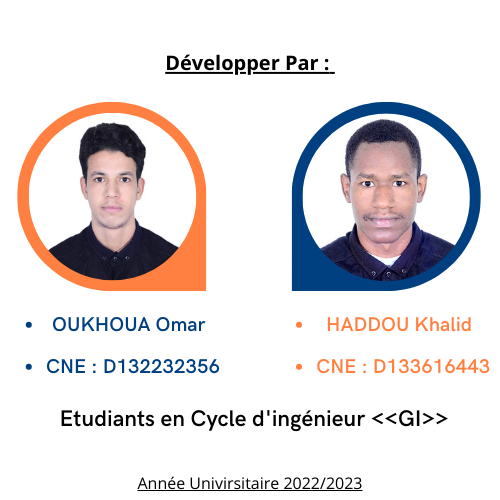 Développer Par :
OUKHOUA Omar
CNE : D132232356
HADDOU Khalid
CNE : D133616443
Etudiants en Cycle d'ingénieur <<GI>>
Année Univirsitaire 2022/2023